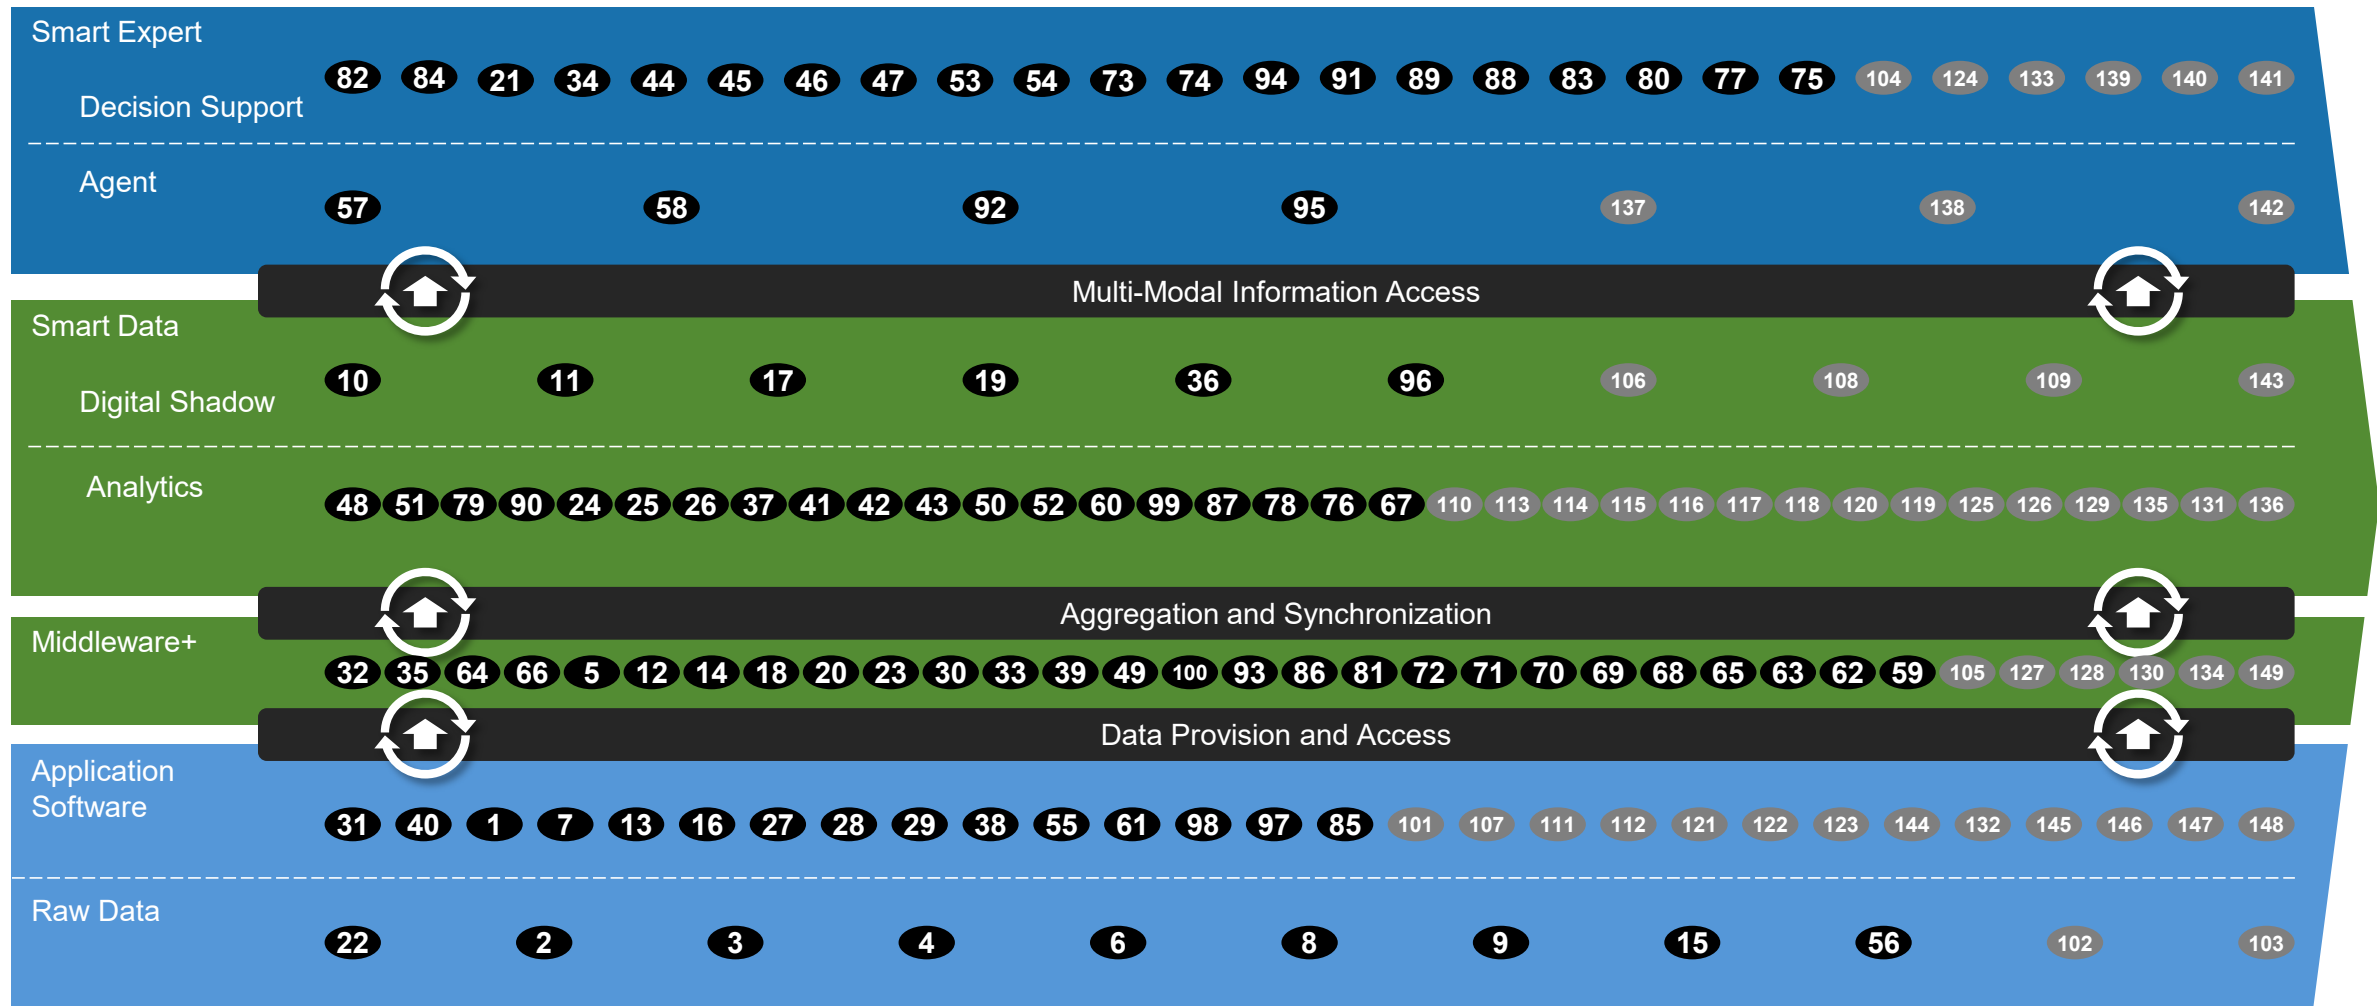 Smart Expert
82 84 21 34 44 45 46 47 53 54 73 74 94 91 89 88 83 80 77 75 104 124 133 139 140 141
Decision Support
Agent
57 58 92 95 137 138 142
Multi-Modal Information Access
Smart Data
10 11 17 19 36 96 106 108 109 143
Digital Shadow
Analytics
48 51 79 90 24 25 26 37 41 42 43 50 52 60 99 87 78 76 67 110 113 114 115 116 117 118 120 119 125 126 129 135 131 136
Aggregation and Synchronization
Middleware+
32 35 64 66 5 12 14 18 20 23 30 33 39 49 100 93 86 81 72 71 70 69 68 65 63 62 59 105 127 128 130 134 149
Data Provision and Access
Application
Software
31 40 1 7 13 16 27 28 29 38 55 61 98 97 85 101 107 111 112 121 122 123 144 132 145 146 147 148
Raw Data
22 2 3 4 6 8 9 15 56 102 103